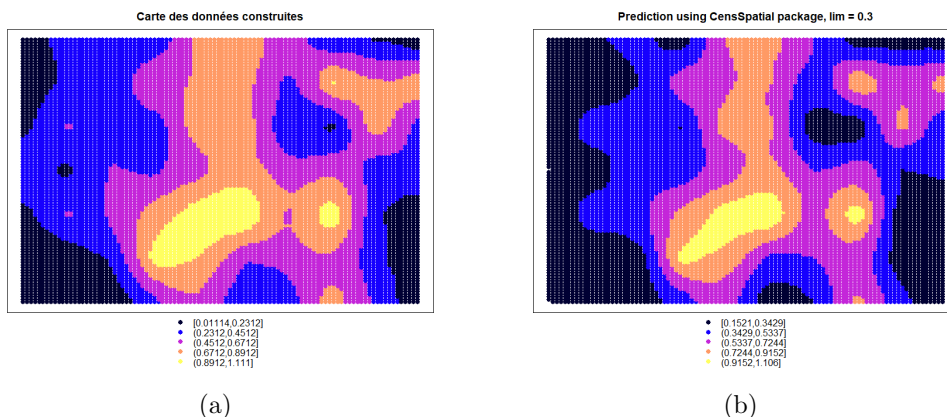 Carte des données construites
[0.01114,0.2312]
(0.2312,0.4512]
(0.4512,0.6712]
(0.6712,0.8912]
(0.8912,1.111]
(a)
Prediction using CensSpatial package, lim = 0.3
[0.1521,0.3429]
(0.3429,0.5337]
(0.5337,0.7244]
(0.7244,0.9152]
(0.9152,1.106]
(b)